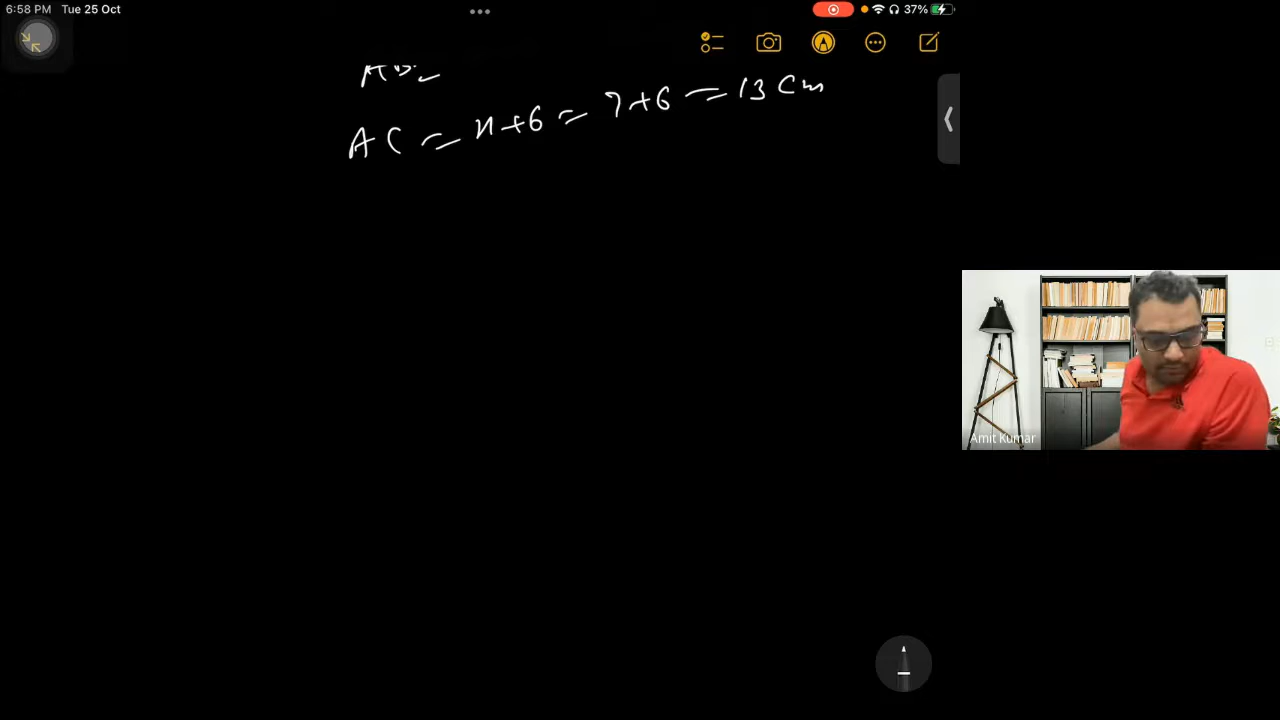 6:58 PM Tue 25 Oct 37%
AC = x+6 = 7+6 = 13 Cm
Amit Kumar